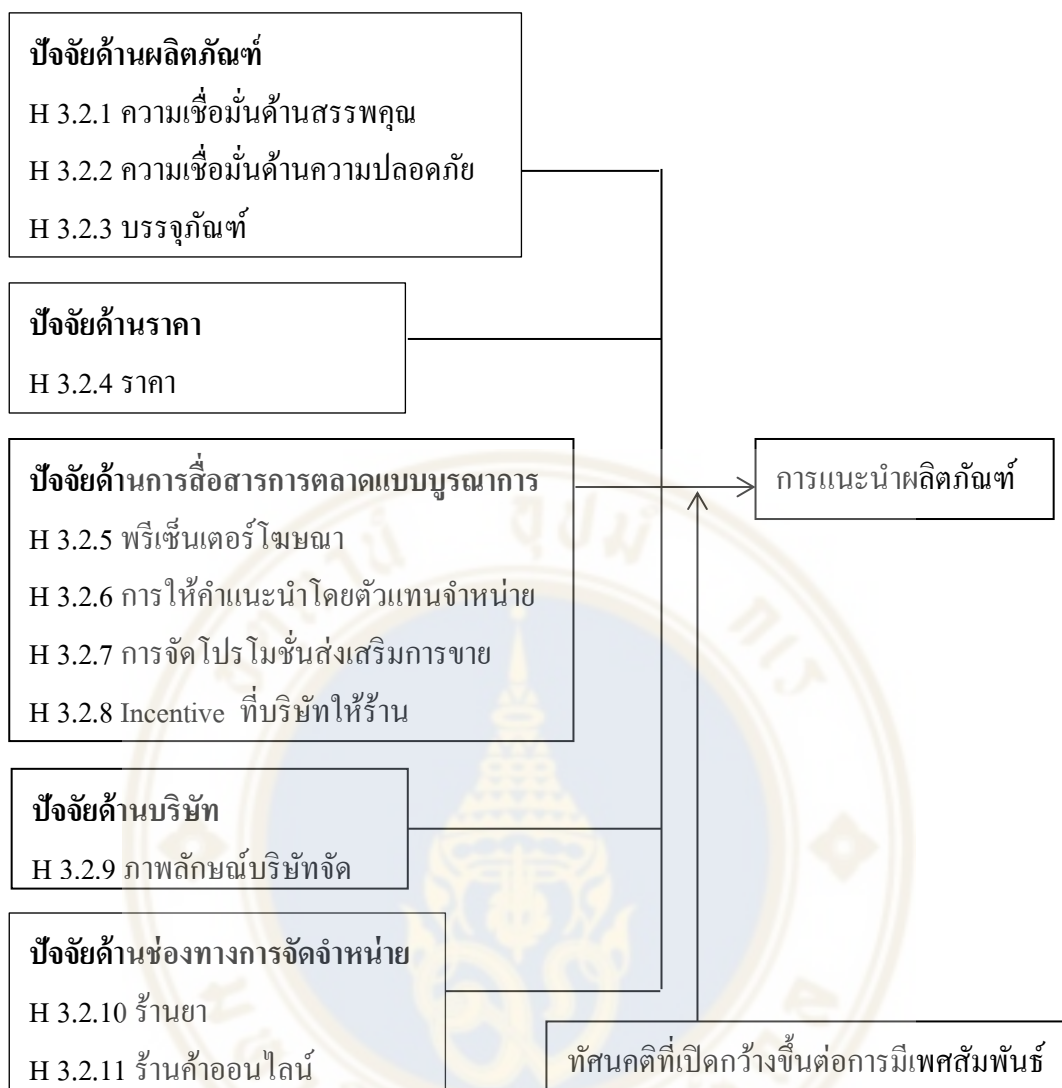 ปัจจัยด้านผลิตภัณฑ์
H 3.2.1 ความเชื่อมั่นด้านสรรพคุณ
H 3.2.2 ความเชื่อมั่นด้านความปลอดภัย
H 3.2.3 บรรจุภัณฑ์
ปัจจัยด้านราคา
H 3.2.4 ราคา
ปัจจัยด้านการสื่อสารการตลาดแบบบูรณาการ
H 3.2.5 พรีเซ็นเตอร์โฆษณา
H 3.2.6 การให้คำแนะนำโดยตัวแทนจำหน่าย
H 3.2.7 การจัดโปรโมชั่นส่งเสริมการขาย
H 3.2.8 Incentive ที่บริษัทให้ร้าน
การแนะนำผลิตภัณฑ์
ปัจจัยด้านบริษัท
H 3.2.9 ภาพลักษณ์บริษัทจัด
ปัจจัยด้านช่องทางการจัดจำหน่าย
H 3.2.10 ร้านยา
H 3.2.11 ร้านค้าออนไลน์
ทัศนคติที่เปิดกว้างขึ้นต่อการมีเพศสัมพันธ์